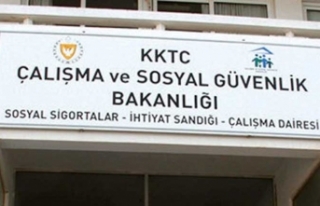 KKTC
ÇALIŞMA ve SOSYAL GÜVENLİK
BAKANLIĞI
SOSYAL SİGORTALAR - İHTİYAT SANDIĞI - ÇALIŞMA DAİRESİ